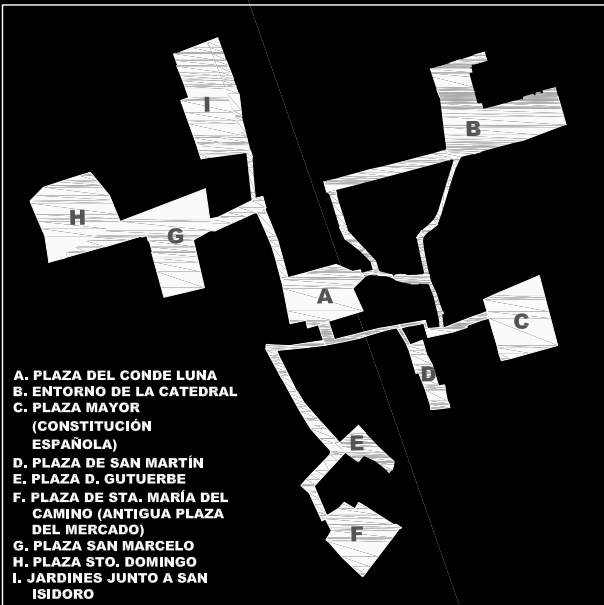 I
B
H
G
A
C
D
E
F
A. PLAZA DEL CONDE LUNA
B. ENTORNO DE LA CATEDRAL
C. PLAZA MAYOR
(CONSTITUCIÓN
ESPAÑOLA)
D. PLAZA DE SAN MARTÍN
E. PLAZA D. GUTUERBE
F. PLAZA DE STA. MARÍA DEL
CAMINO (ANTIGUA PLAZA
DEL MERCADO)
G. PLAZA SAN MARCELO
H. PLAZA STO. DOMINGO
I. JARDINES JUNTO A SAN
ISIDORO